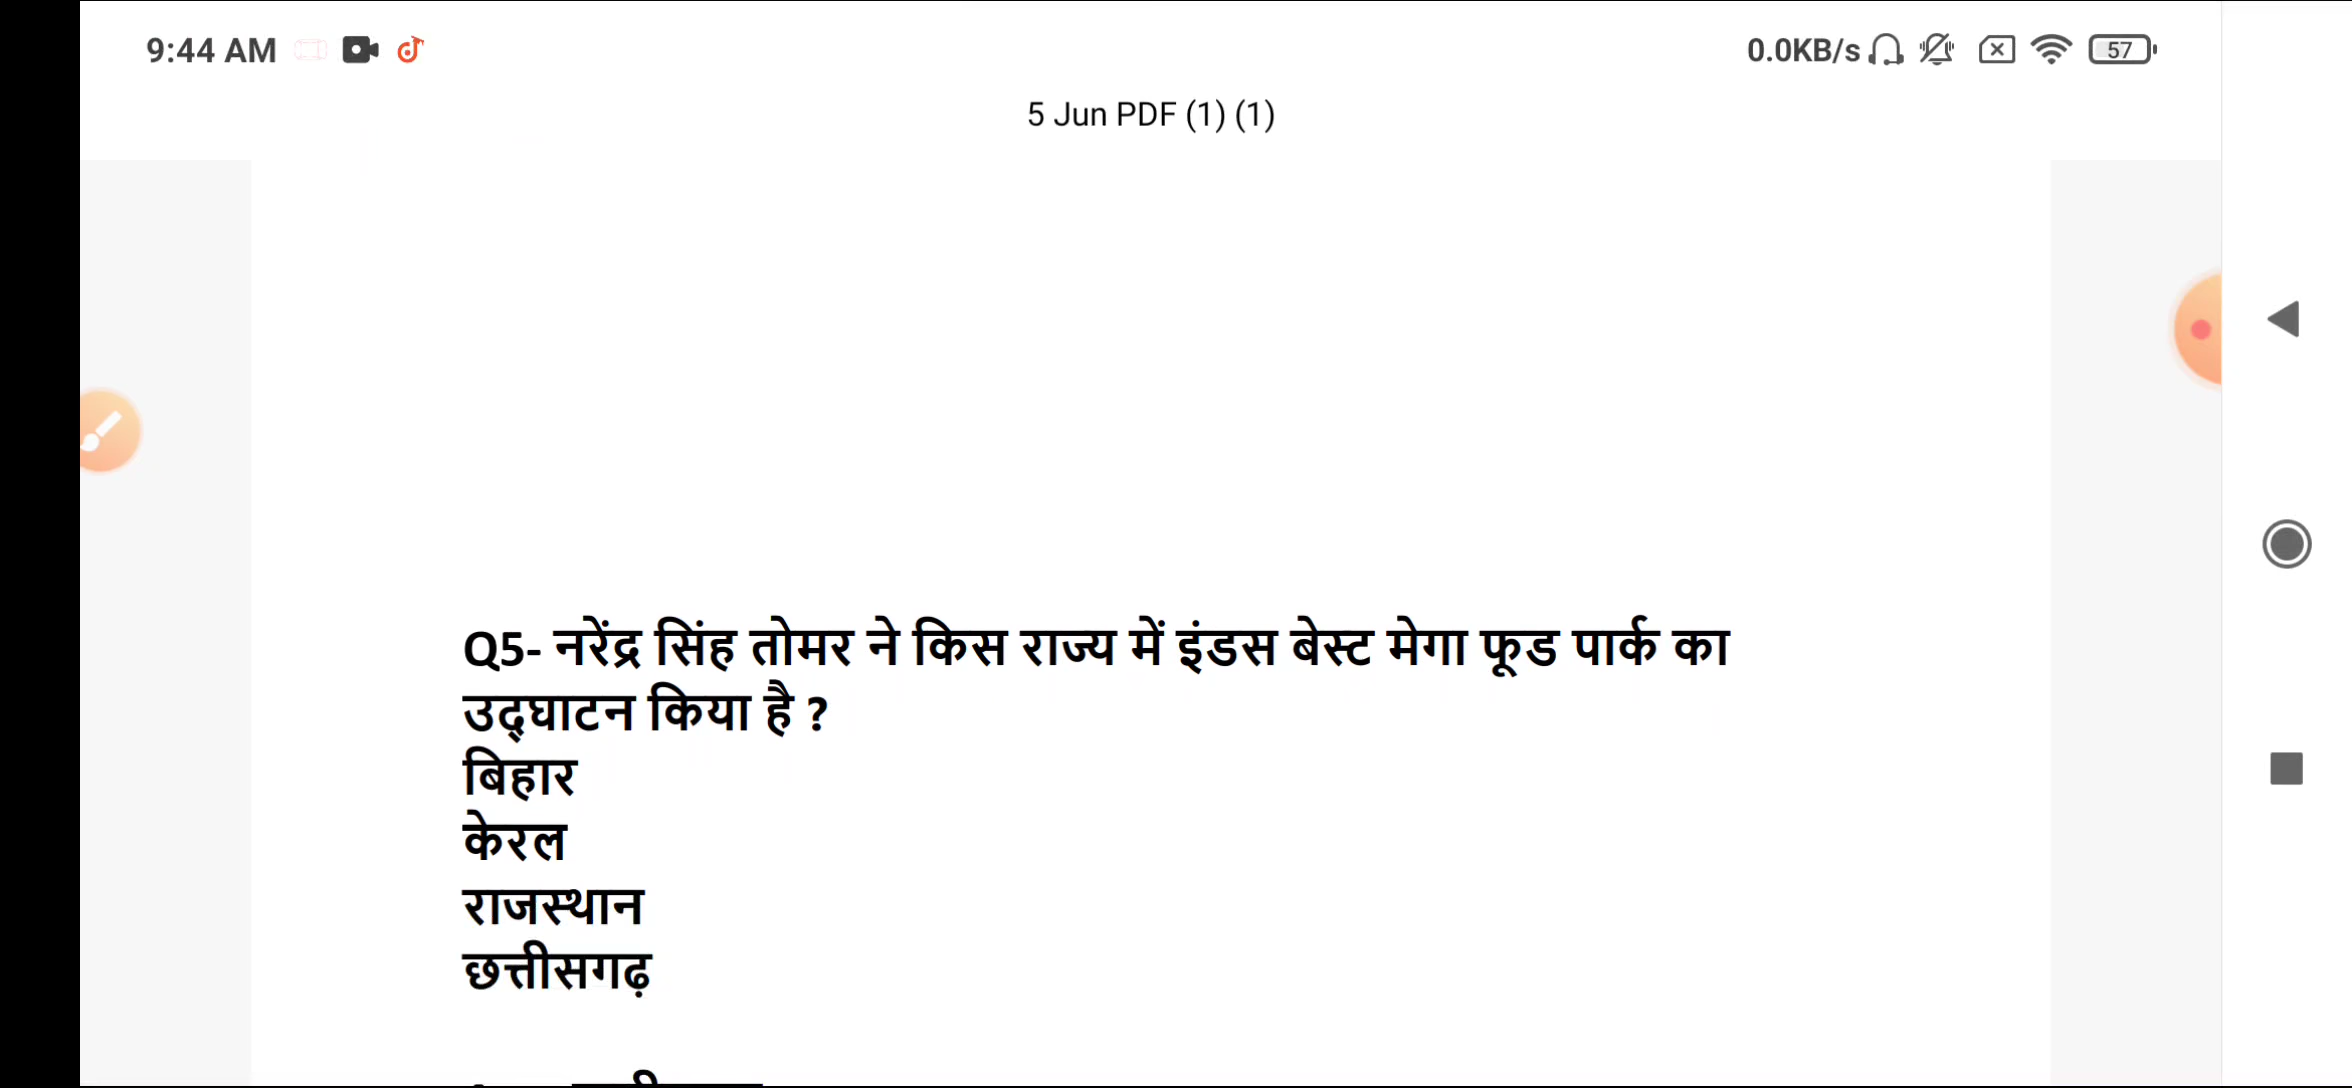 9:44 AM 0.0KB/s 57
5 Jun PDF (1) (1)
Q5- नरेंद्र सिंह तोमर ने किस राज्य में इंडस बेस्ट मेगा फूड पार्क का
उद्घाटन किया है ?
बिहार
केरल
राजस्थान
छत्तीसगढ़